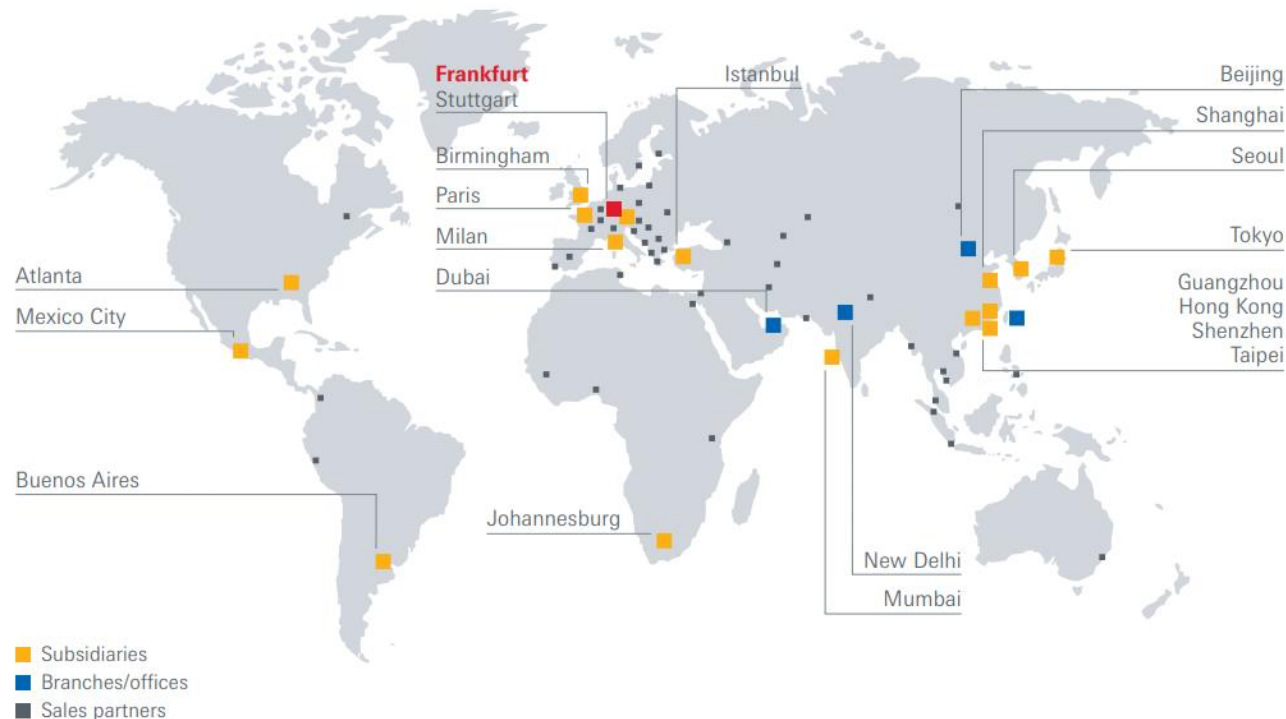 Frankfurt
Stuttgart
Istanbul
Beijing
Shanghai
Birmingham
Seoul
Paris
Milan
Tokyo
Atlanta
Dubai
Guangzhou
Hong Kong
Shenzhen
Taipei
Mexico City
Buenos Aires
Johannesburg
New Delhi
Mumbai
Subsidiaries
Branches/offices
Sales partners